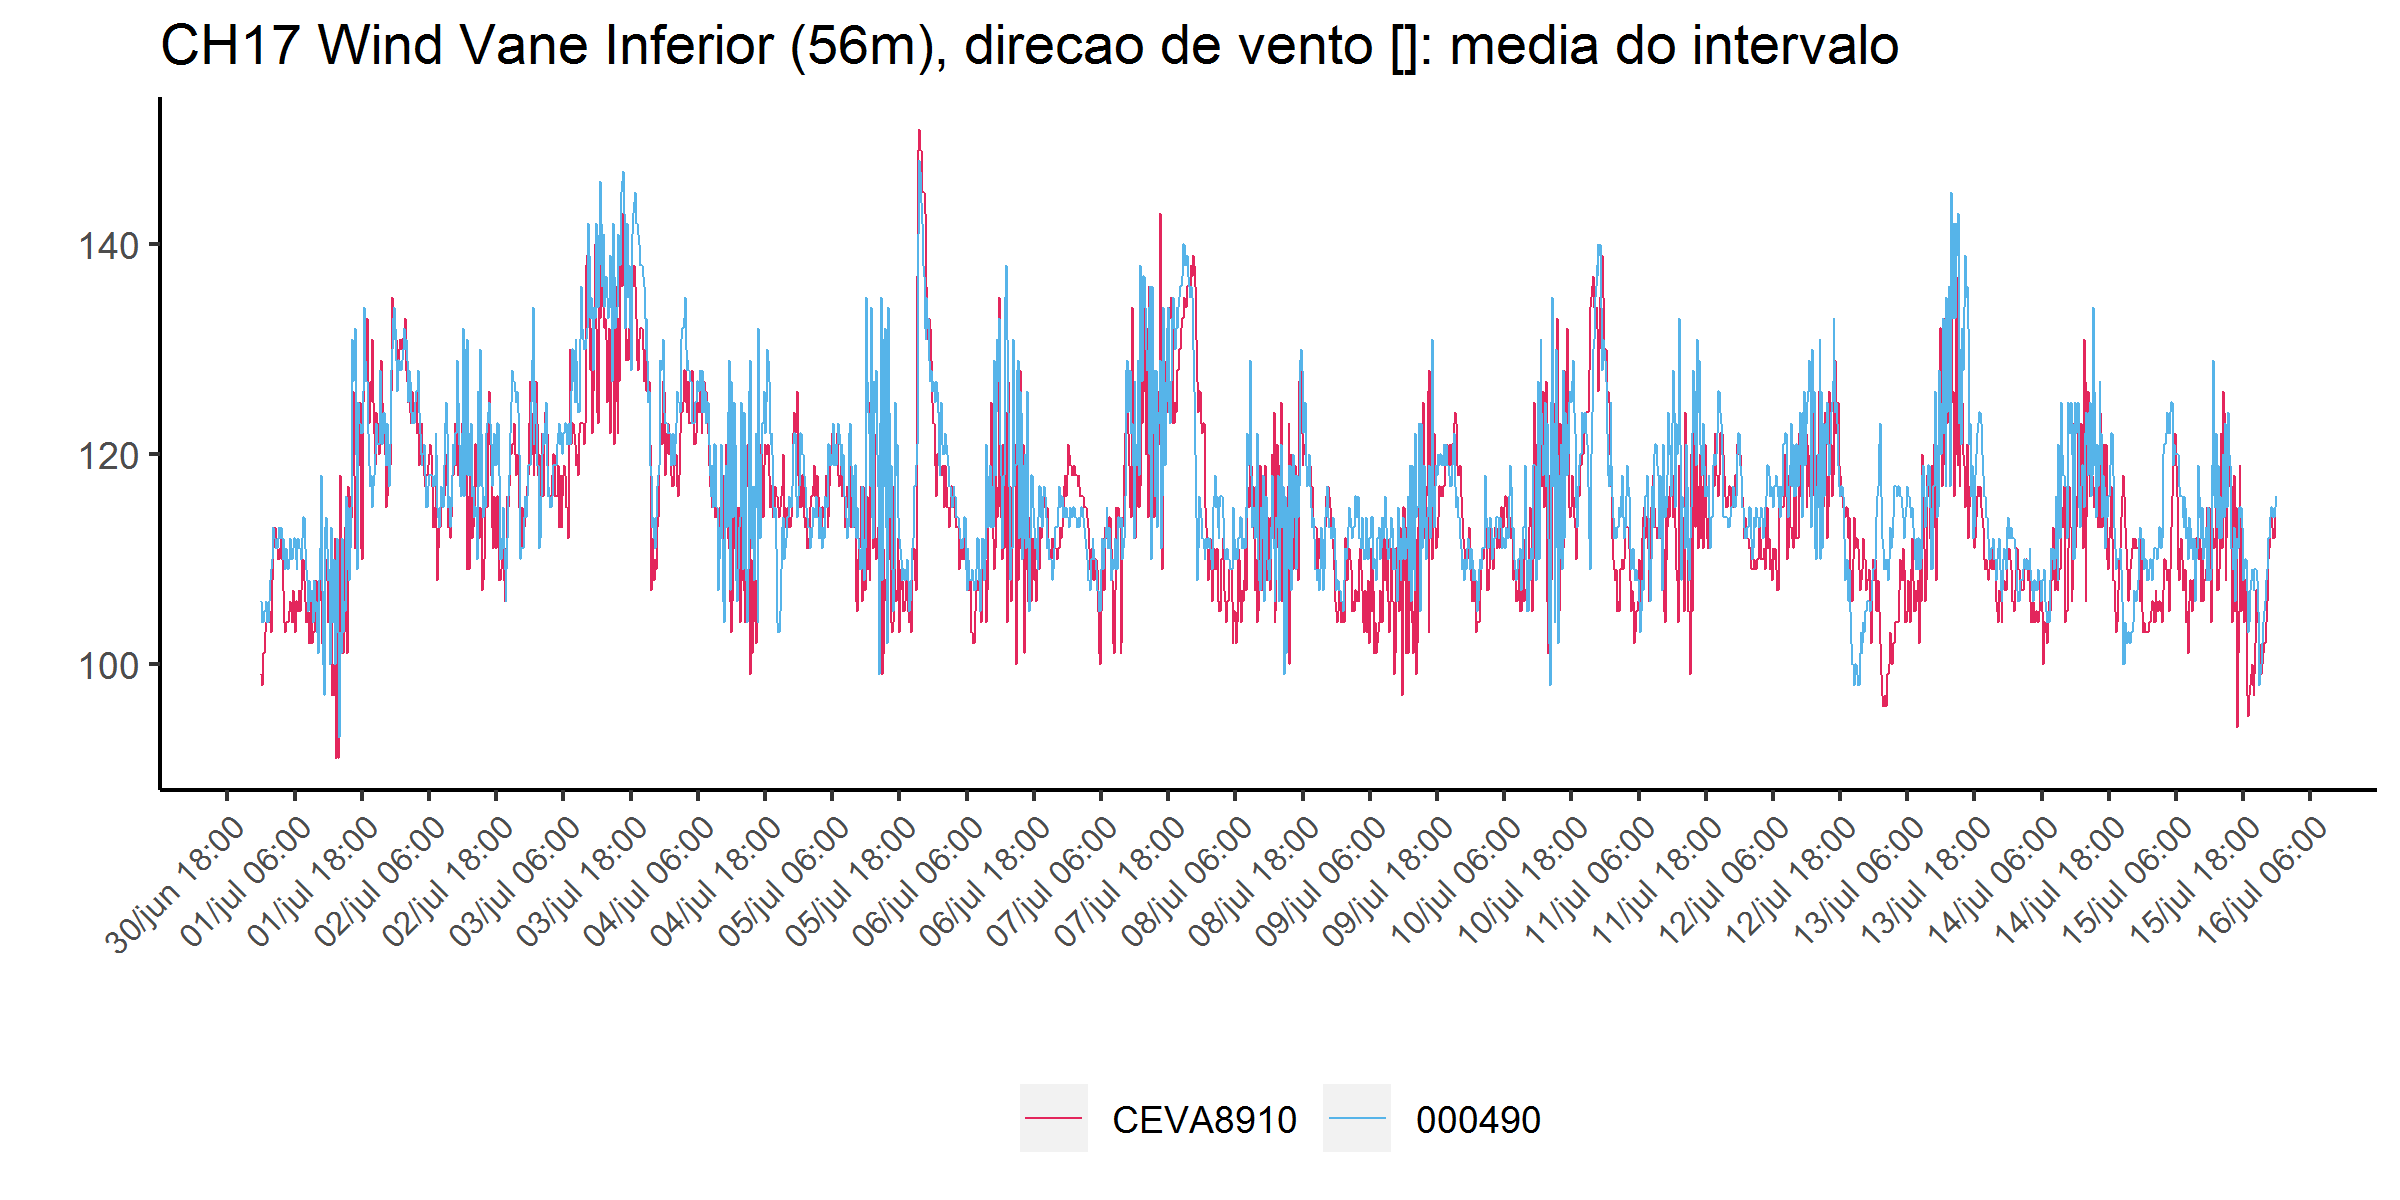 CH17 Wind Vane Inferior (56m), direcao de vento []: media do intervalo
140
120
100
30/jun 18:00
01/jul 06:00
01/jul 18:00
02/jul 06:00
02/jul 18:00
03/jul 06:00
03/jul 18:00
04/jul 06:00
04/jul 18:00
05/jul 06:00
05/jul 18:00
06/jul 06:00
06/jul 18:00
07/jul 06:00
07/jul 18:00
08/jul 06:00
08/jul 18:00
09/jul 06:00
09/jul 18:00
10/jul 06:00
10/jul 18:00
11/jul 06:00
11/jul 18:00
12/jul 06:00
12/jul 18:00
13/jul 06:00
13/jul 18:00
14/jul 06:00
14/jul 18:00
15/jul 06:00
15/jul 18:00
16/jul 06:00
CEVA8910
000490